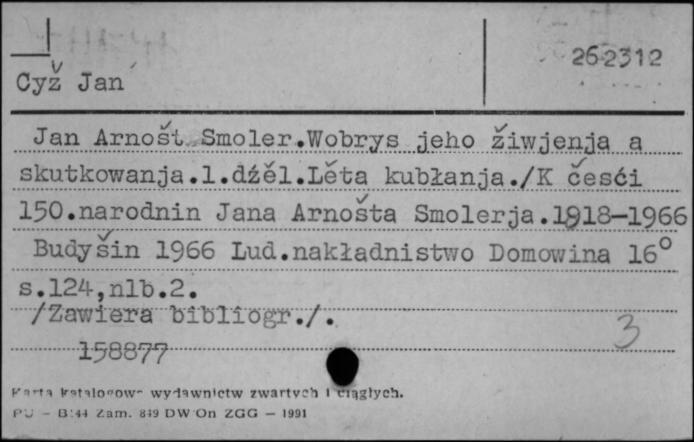 262312
Cyž Jan
Jan Arnošt Smoler.Wobrys jeho žiwjenja a
skutkowanja.1.dźěl.Lěta kubłanja./K česći
150.narodnin Jana Arnošta Smolerja.1918-1966
Budyšin 1966 Lud.nakładnistwo Domowina 16°
s.124,nlb.2.
/Zawiera bibliogr./.
3
158877
Karta katalogowa wydawnictw zwartych i ciągłych.
PU - B144 Zam. 849 DW On ZGG - 1991